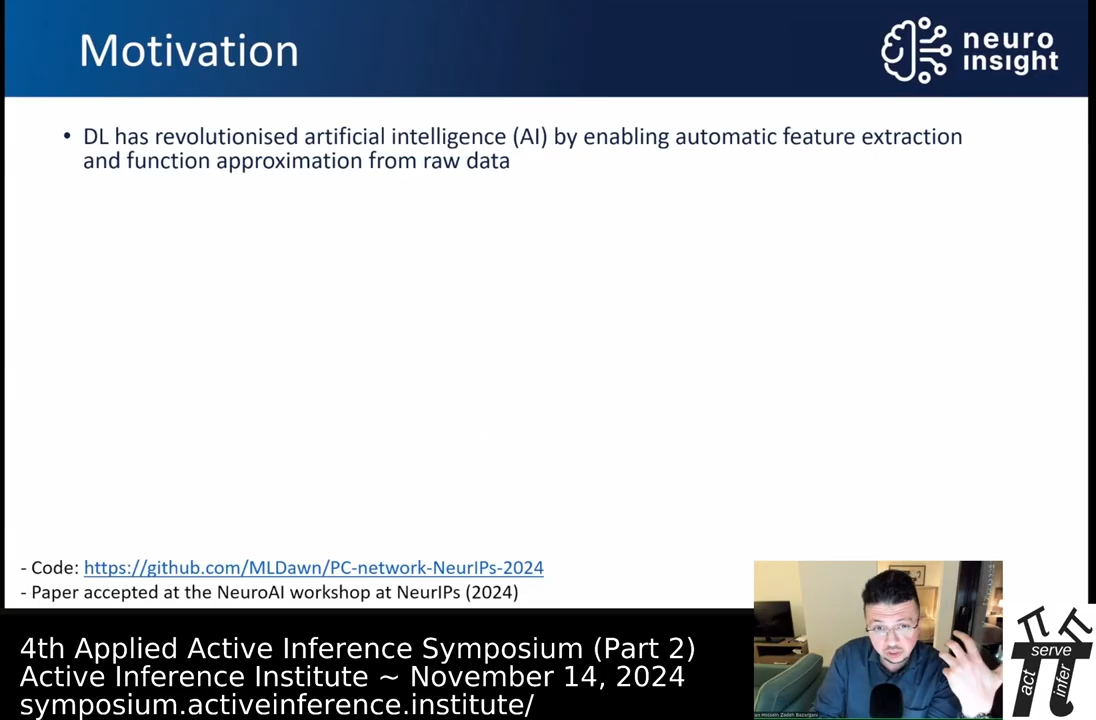 Motivation
neuro
insight
• DL has revolutionised artificial intelligence (AI) by enabling automatic feature extraction
and function approximation from raw data
- Code: https://github.com/MLDawn/PC-network-NeurIPs-2024
- Paper accepted at the NeuroAI workshop at NeurIPs (2024)
4th Applied Active Inference Symposium (Part 2)
Active Inference Institute ~ November 14, 2024
symposium.activeinference.institute/
serve
act
infer